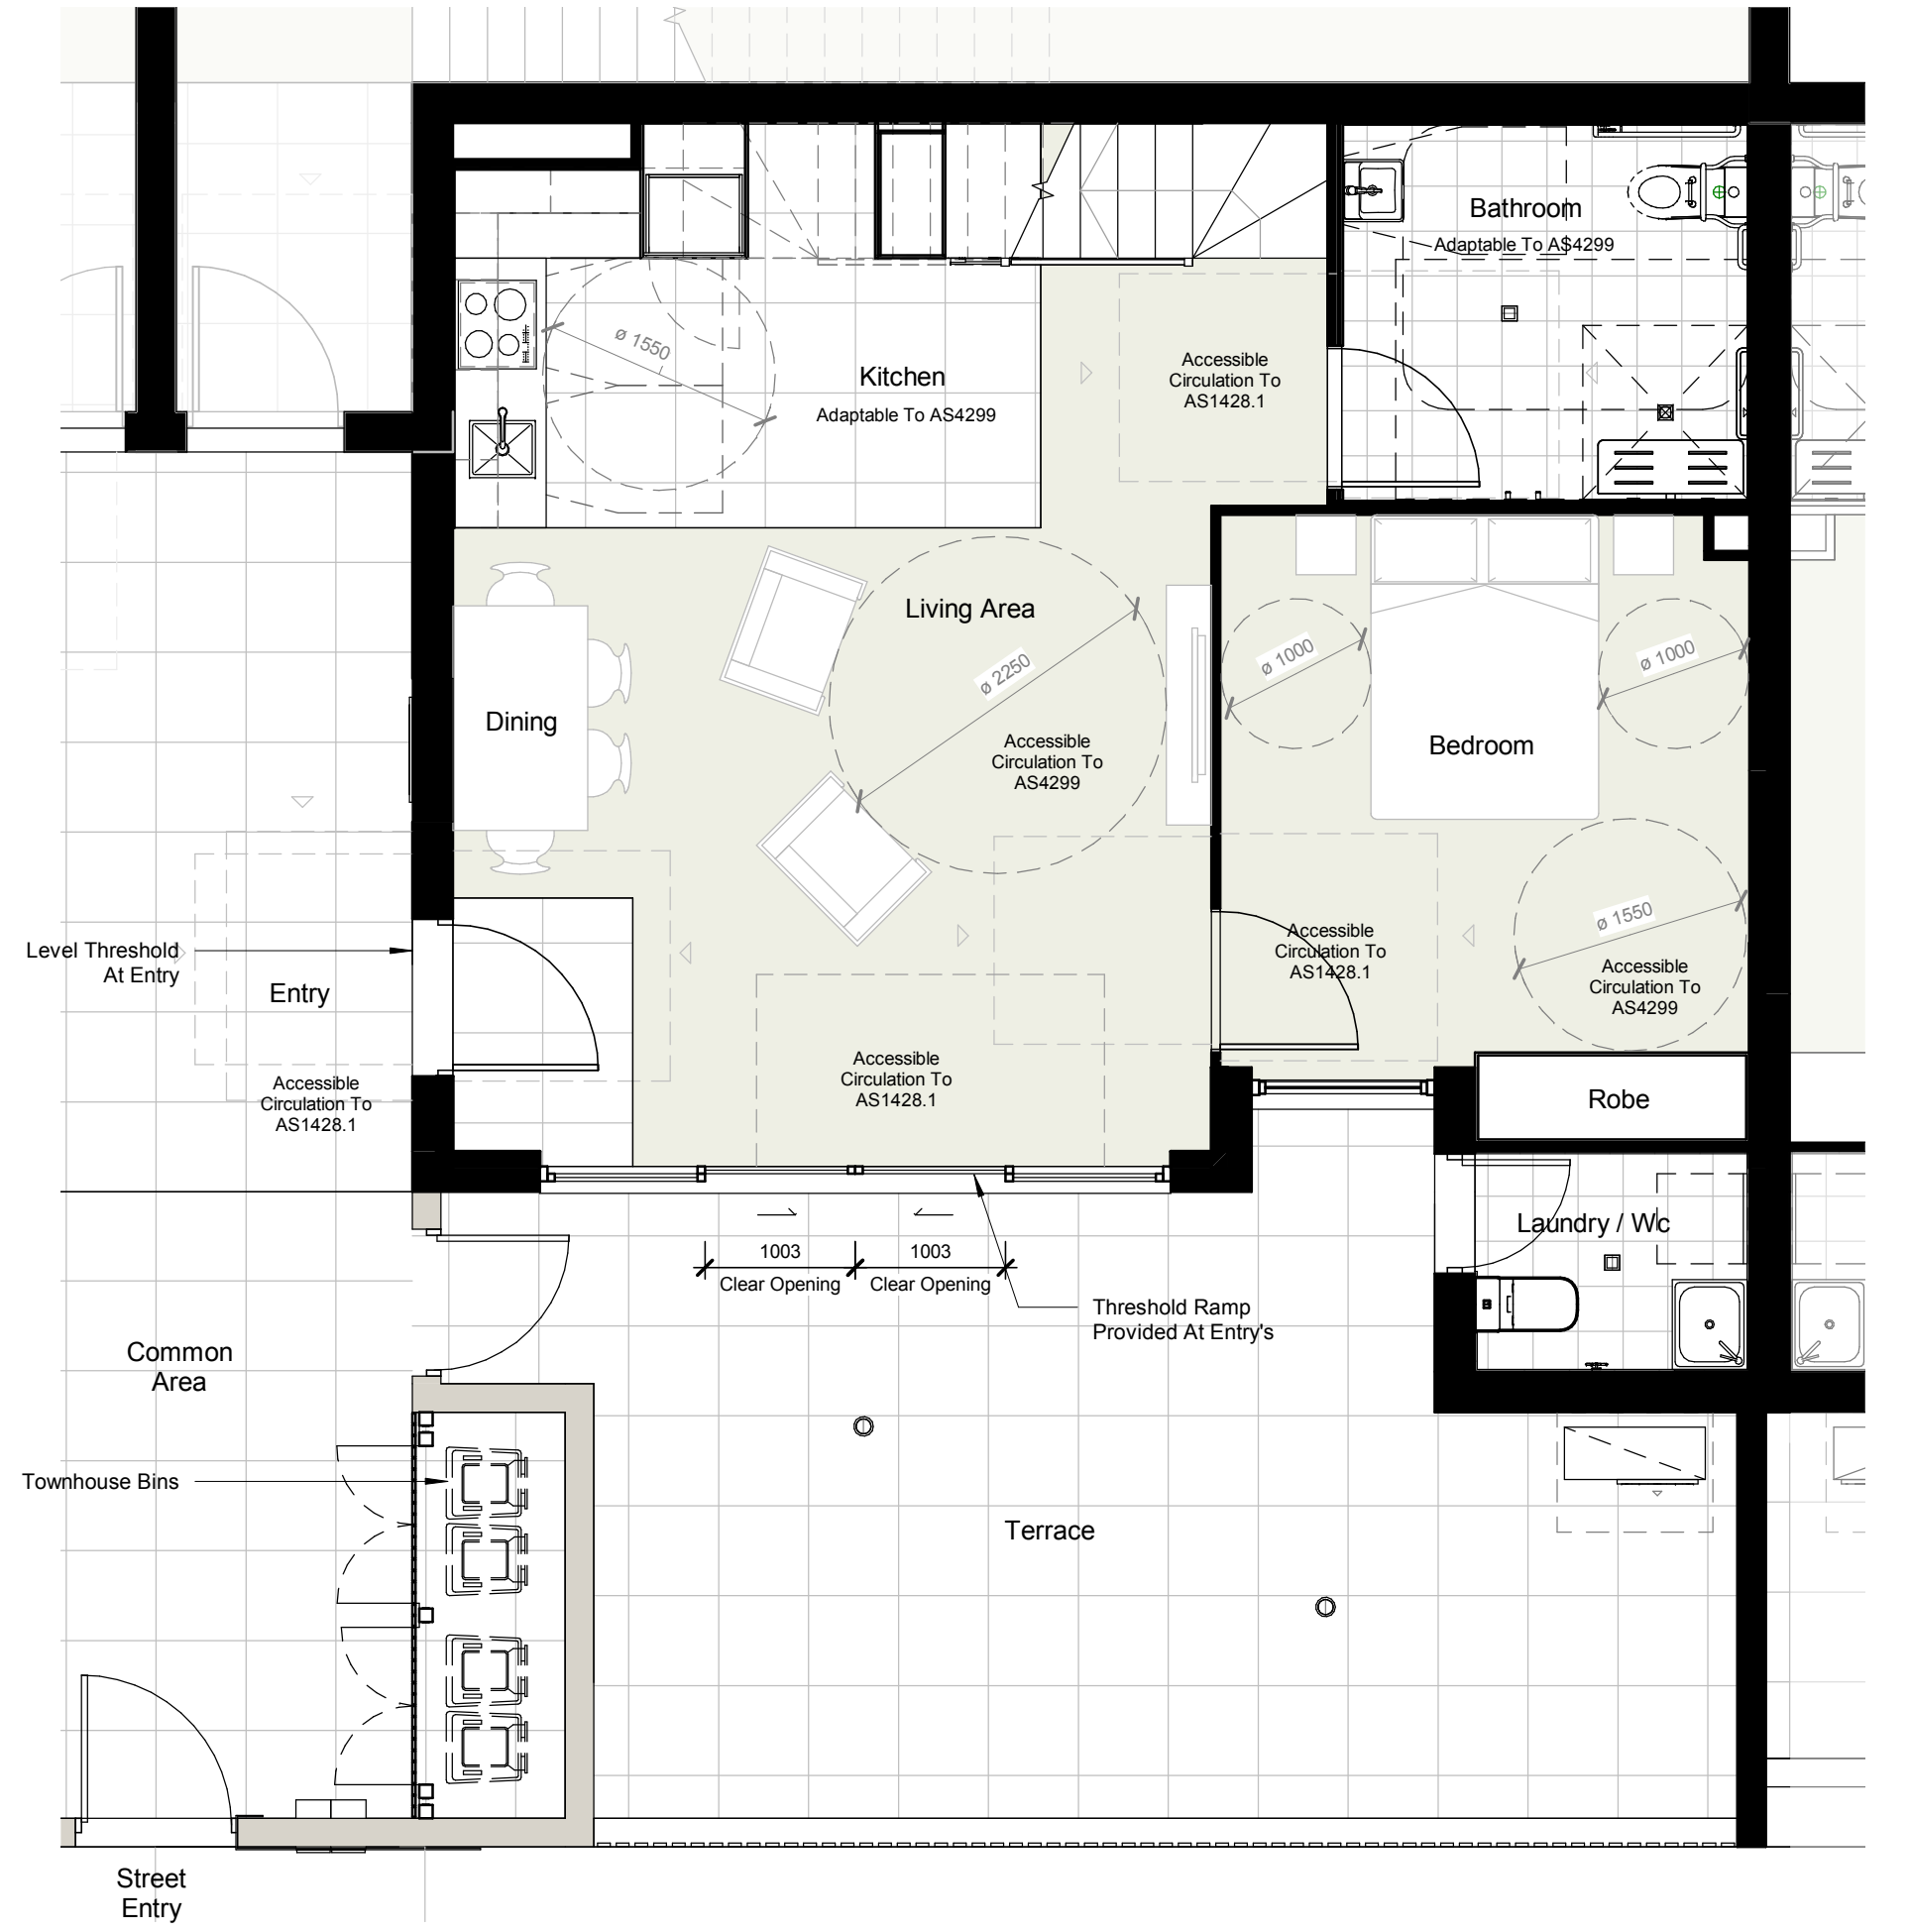 Bathroom
Adaptable To AS4299
ø 1550
Kitchen
Adaptable To AS4299
Accessible
Circulation To
AS1428.1
Living Area
ø 2250
Accessible
Circulation To
AS4299
Dining
ø 1000
ø 1000
Bedroom
Level Threshold
At Entry
Entry
Accessible
Circulation To
AS1428.1
Accessible
Circulation To
AS1428.1
Accessible
Circulation To
AS1428.1
ø 1550
Accessible
Circulation To
AS4299
Robe
Laundry / Wc
1003
1003
Clear Opening
Clear Opening
Threshold Ramp
Provided At Entry's
Common
Area
Townhouse Bins
Terrace
Street
Entry